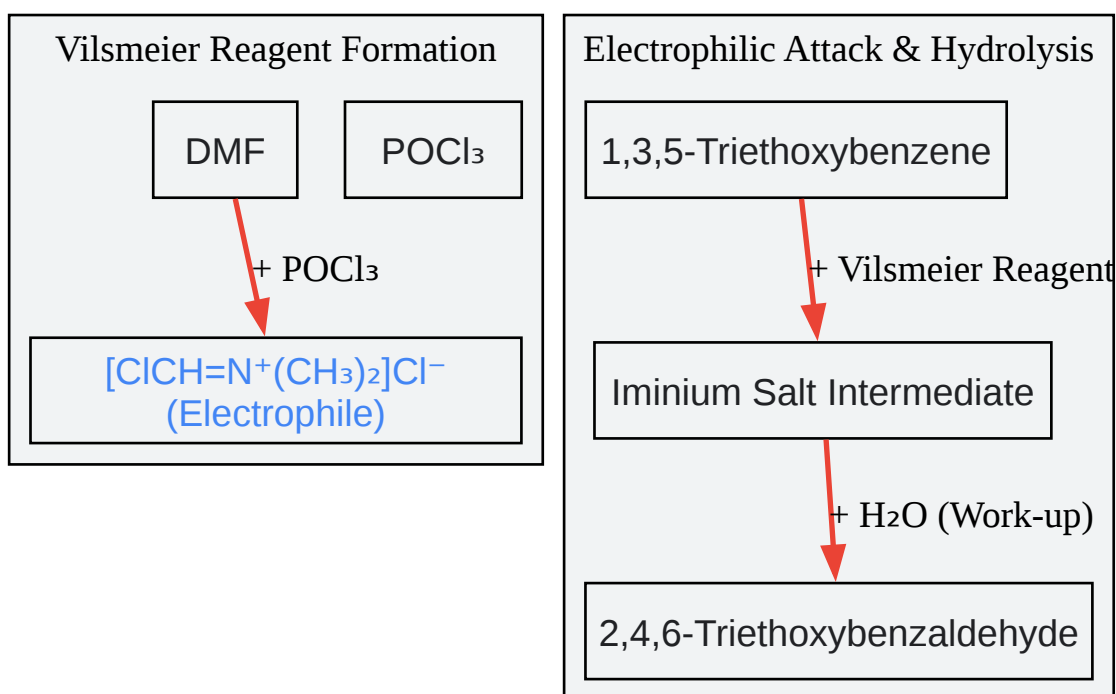 Vilsmeier Reagent Formation
DMF
POCl₃
+ POCl₃
[ClCH=N⁺(CH₃)₂]Cl⁻
(Electrophile)
Electrophilic Attack & Hydrolysis
1,3,5-Triethoxybenzene
+ Vilsmeier Reagent
Iminium Salt Intermediate
+ H₂O (Work-up)
2,4,6-Triethoxybenzaldehyde